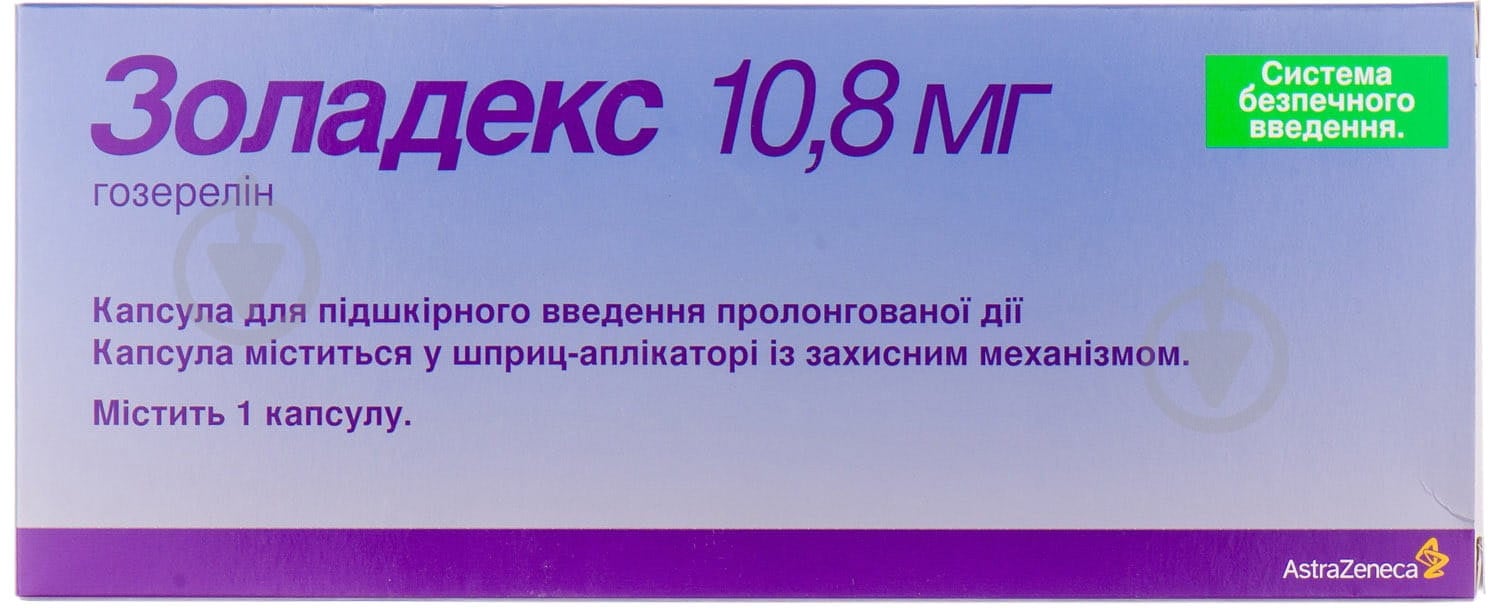 Золадекс 10,8 мг
Система
безпечного
введення.
гозерелін
Капсула для підшкірного введення пролонгованої дії
Капсула міститься у шприц-аплікаторі із захисним механізмом.
Містить 1 капсулу.
AstraZeneca